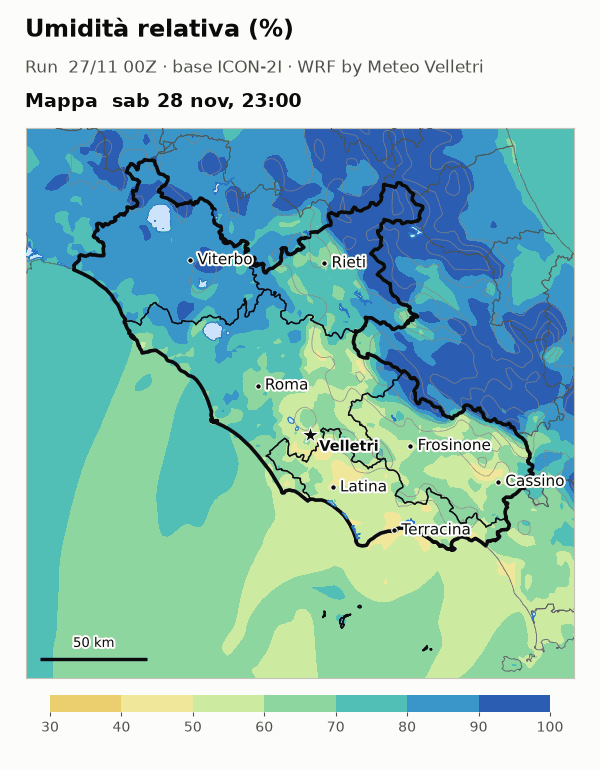 Umidità relativa (%)
Run  27/11 00Z · base ICON-2I · WRF by Meteo Velletri
Mappa  sab 28 nov, 23:00
Viterbo
Rieti
Roma
Velletri
Frosinone
Cassino
Latina
Terracina
50 km
30 40 50 60 70 80 90 100